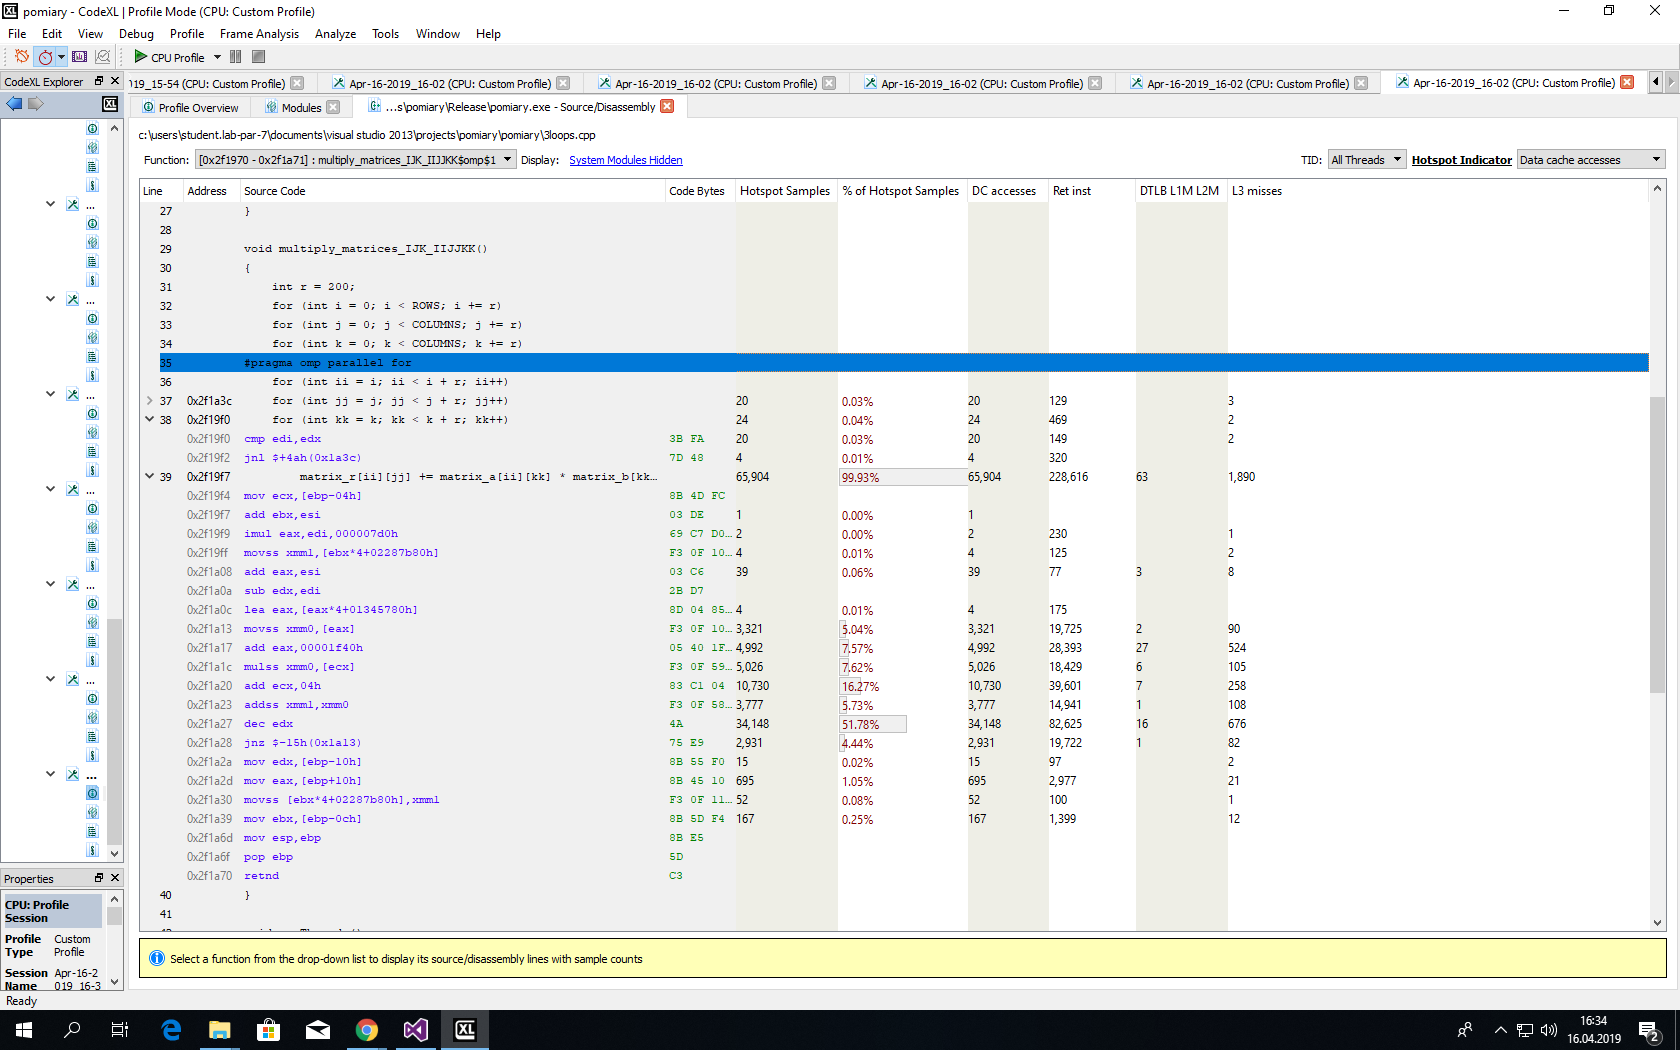 pomiary - CodeXL | Profile Mode (CPU: Custom Profile)
File Edit View Debug Profile Frame Analysis Analyze Tools Window Help
CPU Profile
CodeXL Explorer
019_15-54 (CPU: Custom Profile) Apr-16-2019_16-02 (CPU: Custom Profile) Apr-16-2019_16-02 (CPU: Custom Profile) Apr-16-2019_16-02 (CPU: Custom Profile) Apr-16-2019_16-02 (CPU: Custom Profile) Apr-16-2019_16-02 (CPU: Custom Profile)
Profile Overview Modules ...s\pomiary\Release\pomiary.exe - Source/Disassembly
c:\users\student.lab-par-7\documents\visual studio 2013\projects\pomiary\pomiary\3loops.cpp
Function: [0x2f1970 - 0x2f1a71] : multiply_matrices_IJK_IIJJKK$omp$1 Display: System Modules Hidden TID: All Threads Hotspot Indicator Data cache accesses
Line Address Source Code Code Bytes Hotspot Samples % of Hotspot Samples DC accesses Ret inst DTLB L1M L2M L3 misses
27 }
28
29 void multiply_matrices_IJK_IIJJKK()
30 {
31 int r = 200;
32 for (int i = 0; i < ROWS; i += r)
33 for (int j = 0; j < COLUMNS; j += r)
34 for (int k = 0; k < COLUMNS; k += r)
35 #pragma omp parallel for
36 for (int ii = i; ii < i + r; ii++)
37 0x2f1a3c for (int jj = j; jj < j + r; jj++) 20 0.03% 20 129 3
38 0x2f19f0 for (int kk = k; kk < k + r; kk++) 24 0.04% 24 469 2
0x2f19f0 cmp edi,edx 3B FA 20 0.03% 20 149 2
0x2f19f2 jnl $+4ah(0x1a3c) 7D 48 4 0.01% 4 320
39 0x2f19f7 matrix_r[ii][jj] += matrix_a[ii][kk] * matrix_b[kk... 65,904 99.93% 65,904 228,616 63 1,890
0x2f19f4 mov ecx,[ebp-04h] 8B 4D FC
0x2f19f7 add ebx,esi 03 DE 1 0.00% 1
0x2f19f9 imul eax,edi,000007d0h 69 C7 D0... 2 0.00% 2 230 1
0x2f19ff movss xmm1,[ebx*4+02287b80h] F3 0F 10... 4 0.01% 4 125 2
0x2f1a08 add eax,esi 03 C6 39 0.06% 39 77 3 8
0x2f1a0a sub edx,edi 2B D7
0x2f1a0c lea eax,[eax*4+01345780h] 8D 04 85... 4 0.01% 4 175
0x2f1a13 movss xmm0,[eax] F3 0F 10... 3,321 5.04% 3,321 19,725 2 90
0x2f1a17 add eax,00001f40h 05 40 1F... 4,992 7.57% 4,992 28,393 27 524
0x2f1a1c mulss xmm0,[ecx] F3 0F 59... 5,026 7.62% 5,026 18,429 6 105
0x2f1a20 add ecx,04h 83 C1 04 10,730 16.27% 10,730 39,601 7 258
0x2f1a23 addss xmm1,xmm0 F3 0F 58... 3,777 5.73% 3,777 14,941 1 108
0x2f1a27 dec edx 4A 34,148 51.78% 34,148 82,625 16 676
0x2f1a28 jnz $-15h(0x1a13) 75 E9 2,931 4.44% 2,931 19,722 1 82
0x2f1a2a mov edx,[ebp-10h] 8B 55 F0 15 0.02% 15 97 2
0x2f1a2d mov eax,[ebp+10h] 8B 45 10 695 1.05% 695 2,977 21
0x2f1a30 movss [ebx*4+02287b80h],xmm1 F3 0F 11... 52 0.08% 52 100 1
0x2f1a39 mov ebx,[ebp-0ch] 8B 5D F4 167 0.25% 167 1,399 12
0x2f1a6d mov esp,ebp 8B E5
0x2f1a6f pop ebp 5D
0x2f1a70 retnd C3
40 }
41
...
...
...
...
...
...
...
Properties
CPU: Profile Session
Profile Type Custom Profile
Session Name Apr-16-2019_16-3
Select a function from the drop-down list to display its source/disassembly lines with sample counts
Ready
16:34
16.04.2019
2